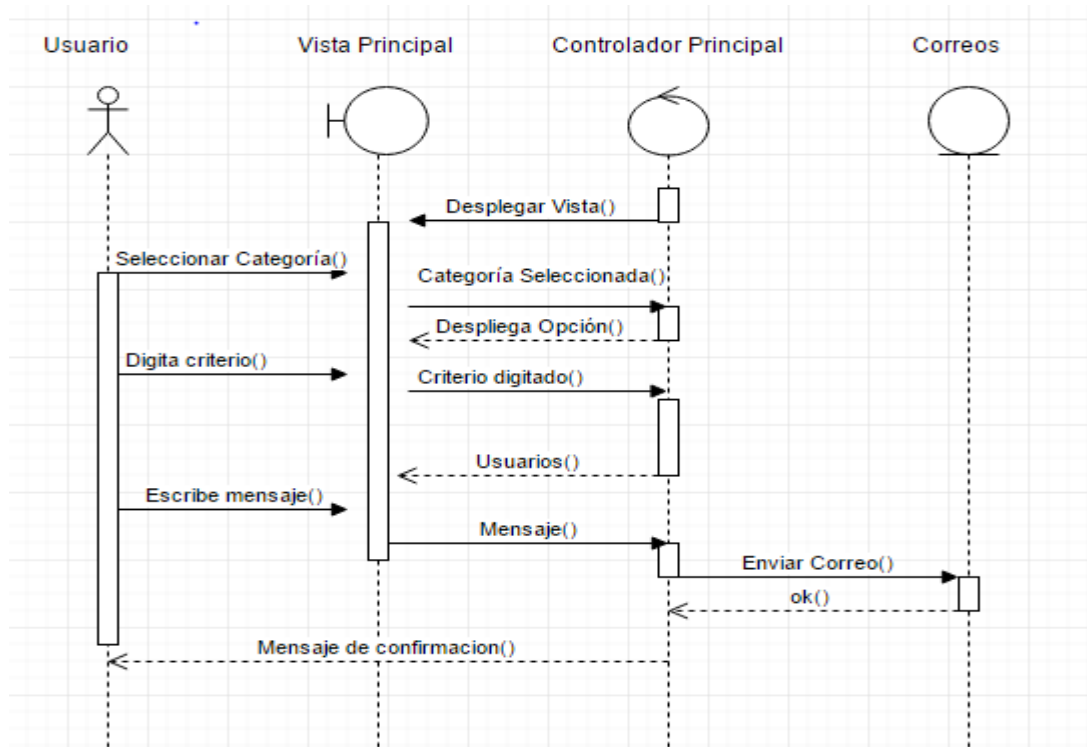 Usuario
Vista Principal
Controlador Principal
Correos
Desplegar Vista()
Seleccionar Categoría()
Categoría Seleccionada()
Despliega Opción()
Digita criterio()
Criterio digitado()
Usuarios()
Escribe mensaje()
Mensaje()
Enviar Correo()
ok()
Mensaje de confirmacion()